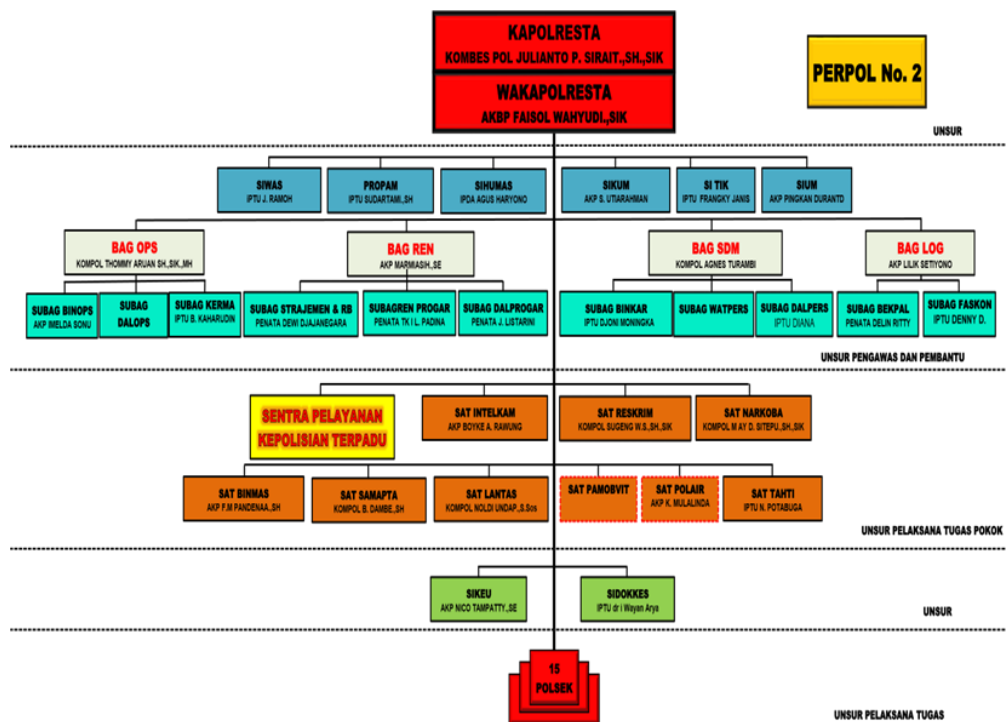 KAPOLRESTA
KOMBES POL JULIANTO P. SIRAIT.,SH.,SIK
WAKAPOLRESTA
AKBP FAISOL WAHYUDI.,SIK
PERPOL No. 2
UNSUR
SIWAS
IPTU J. RAMOH
PROPAM
IPTU SUDARTAMI.,SH
SIHUMAS
IPDA AGUS HARYONO
SIKUM
AKP S. UTIARAHMAN
SI TIK
IPTU FRANGKY JANIS
SIUM
AKP PINGKAN DURANTD
BAG OPS
KOMPOL THOMMY ARUAN SH.,SIK.,MH
BAG REN
AKP MARMIASIH.,SE
BAG SDM
KOMPOL AGNES TURAMBI
BAG LOG
AKP LILIK SETIYONO
SUBAG BINOPS
AKP IMELDA SONU
SUBAG
DALOPS
SUBAG KERMA
IPTU B. KAHARUDIN
SUBAG STRAJEMEN & RB
PENATA DEWI DJAJANEGARA
SUBAGREN PROGAR
PENATA TK I L. PADINA
SUBAG DALPROGAR
PENATA J. LISTARINI
SUBAG BINKAR
IPTU DJONI MONINGKA
SUBAG WATPERS
SUBAG DALPERS
IPTU DIANA
SUBAG BEKPAL
PENATA DELIN RITTY
SUBAG FASKON
IPTU DENNY D.
UNSUR PENGAWAS DAN PEMBANTU
SENTRA PELAYANAN
KEPOLISIAN TERPADU
SAT INTELKAM
AKP BOYKE A. RAWUNG
SAT RESKRIM
KOMPOL SUGENG W.S.,SH.,SIK
SAT NARKOBA
KOMPOL M AY D. SITEPU.,SH.,SIK
SAT BINMAS
AKP F.M PANDENAA.,SH
SAT SAMAPTA
KOMPOL B. DAMBE.,SH
SAT LANTAS
KOMPOL NOLDI UNDAP.,S.Sos
SAT PAMOBVIT
SAT POLAIR
AKP K. MULALINDA
SAT TAHTI
IPTU N. POTABUGA
UNSUR PELAKSANA TUGAS POKOK
SIKEU
AKP NICO TAMPATTY.,SE
SIDOKKES
IPTU dr i Wayan Arya
UNSUR
15
POLSEK
UNSUR PELAKSANA TUGAS